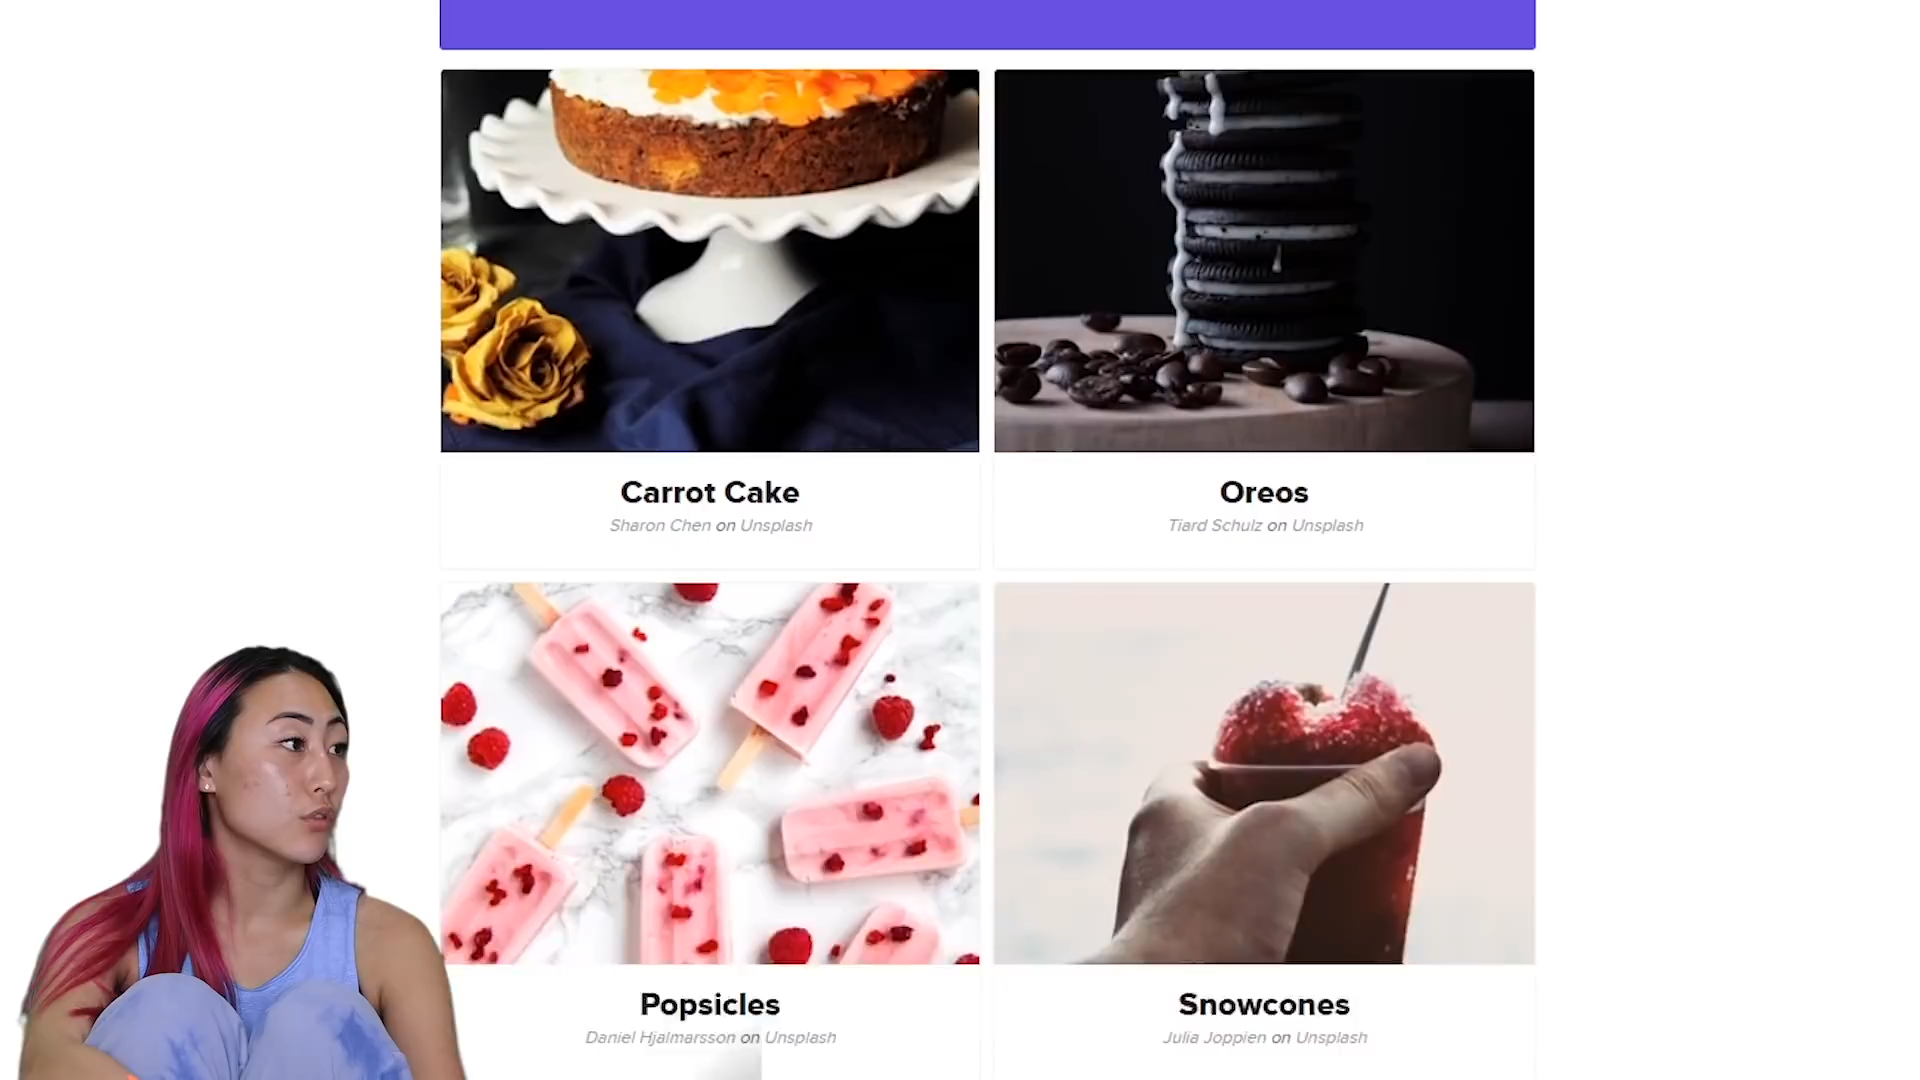 Carrot Cake
Sharon Chen on Unsplash
Oreos
Tiard Schulz on Unsplash
Popsicles
Daniel Hjalmarsson on Unsplash
Snowcones
Julia Joppien on Unsplash